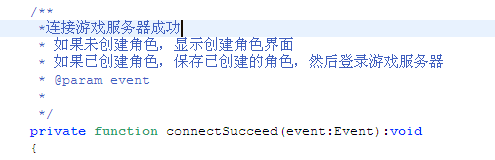 /**
*连接游戏服务器成功
* 如果未创建角色，显示创建角色界面
* 如果已创建角色，保存已创建的角色，然后登录游戏服务器
* @param event
*
*/
private function connectSucceed(event:Event):void
{